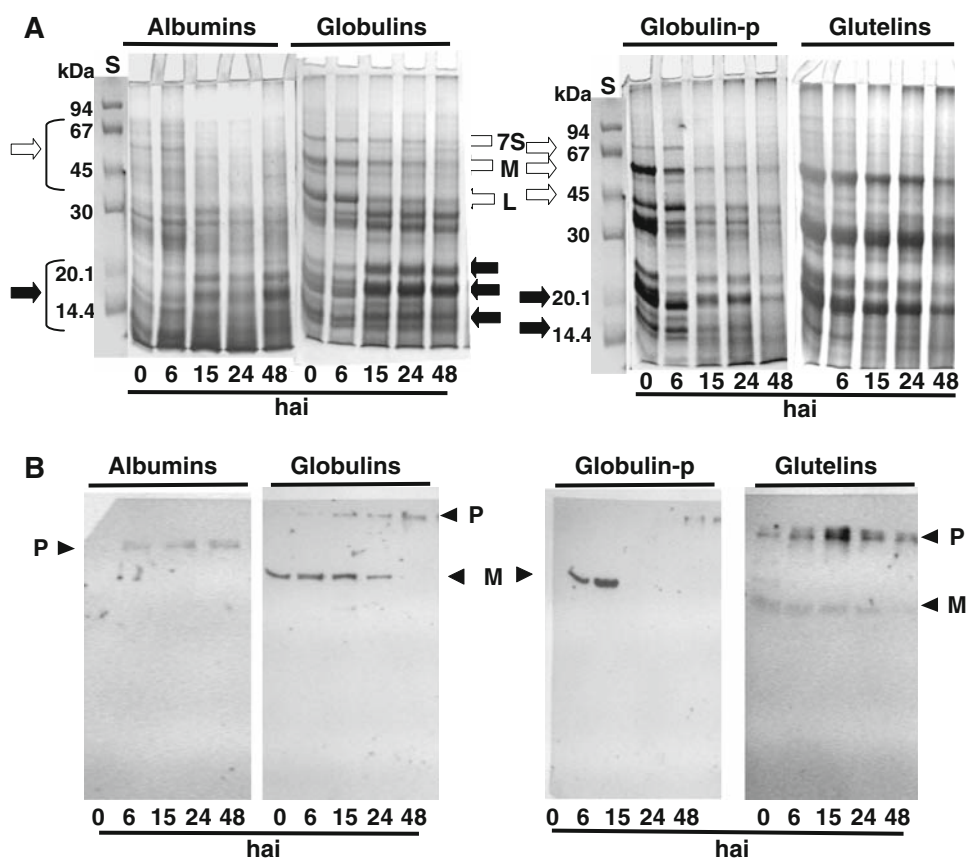 A
Albumins Globulins Globulin-p Glutelins
kDa S
94
67
45
30
20.1
14.4
7S
M
L
S
kDa
94
67
45
30
20.1
14.4
0 6 15 24 48 0 6 15 24 48
hai
0 6 15 24 48 6 15 24 48
hai
B
Albumins Globulins Globulin-p Glutelins
P
P
M
P
M
0 6 15 24 48 0 6 15 24 48
hai
0 6 15 24 48 0 6 15 24 48
hai